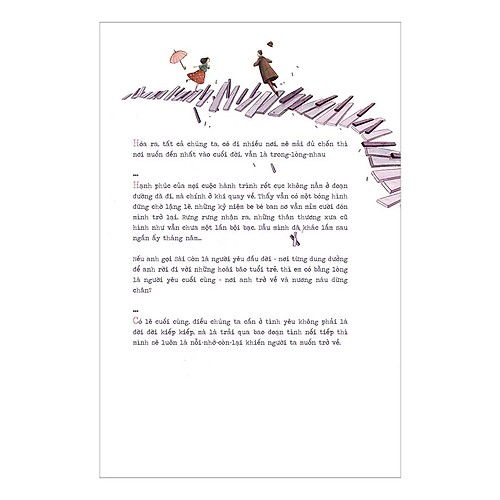 Hóa ra, tất cả chúng ta, có đi nhiều nơi, mê mải đủ chốn thì
nơi muốn đến nhất vào cuối đời, vẫn là trong-lòng-nhau
...
Hạnh phúc của mọi cuộc hành trình rốt cục không nằn ở đoạn
đường đã đi, mà chính ở khi quay về. Thấy vẫn có một bóng hình
đứng chờ lặng lẽ, những kỷ niệm be bé ban sơ vẫn mỉm cười đón
mình trở lại. Rưng rưng nhận ra, những thân thương xưa cũ
hình như vẫn chưa một lần bội bạc. Dẫu mình đã khác lắm sau
ngần ấy tháng năm...
Nếu anh gọi Sài Gòn là người yêu đầu đời - nơi từng dung dưỡng
để anh rời đi với những hoài bão tuổi trẻ, thì em có bằng lòng
là người yêu cuối cùng - nơi anh trở về và nương náu dừng
chân?
...
Có lẽ cuối cùng, điều chúng ta cần ở tình yêu không phải là
đời đời kiếp kiếp, mà là trải qua bao đoạn tình nổi tiếp thì
mình sẽ luôn là nỗi-nhớ-còn-lại khiến người ta muốn trở về.